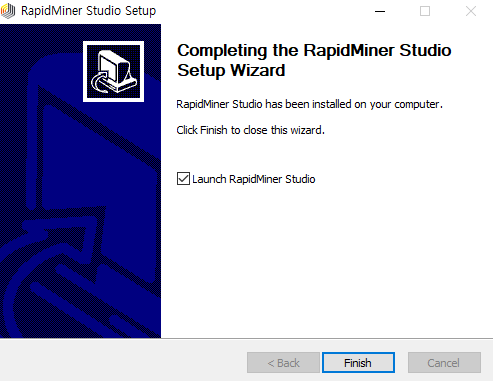 RapidMiner Studio Setup
Completing the RapidMiner Studio
Setup Wizard
RapidMiner Studio has been installed on your computer.
Click Finish to close this wizard.
Launch RapidMiner Studio
< Back
Finish
Cancel